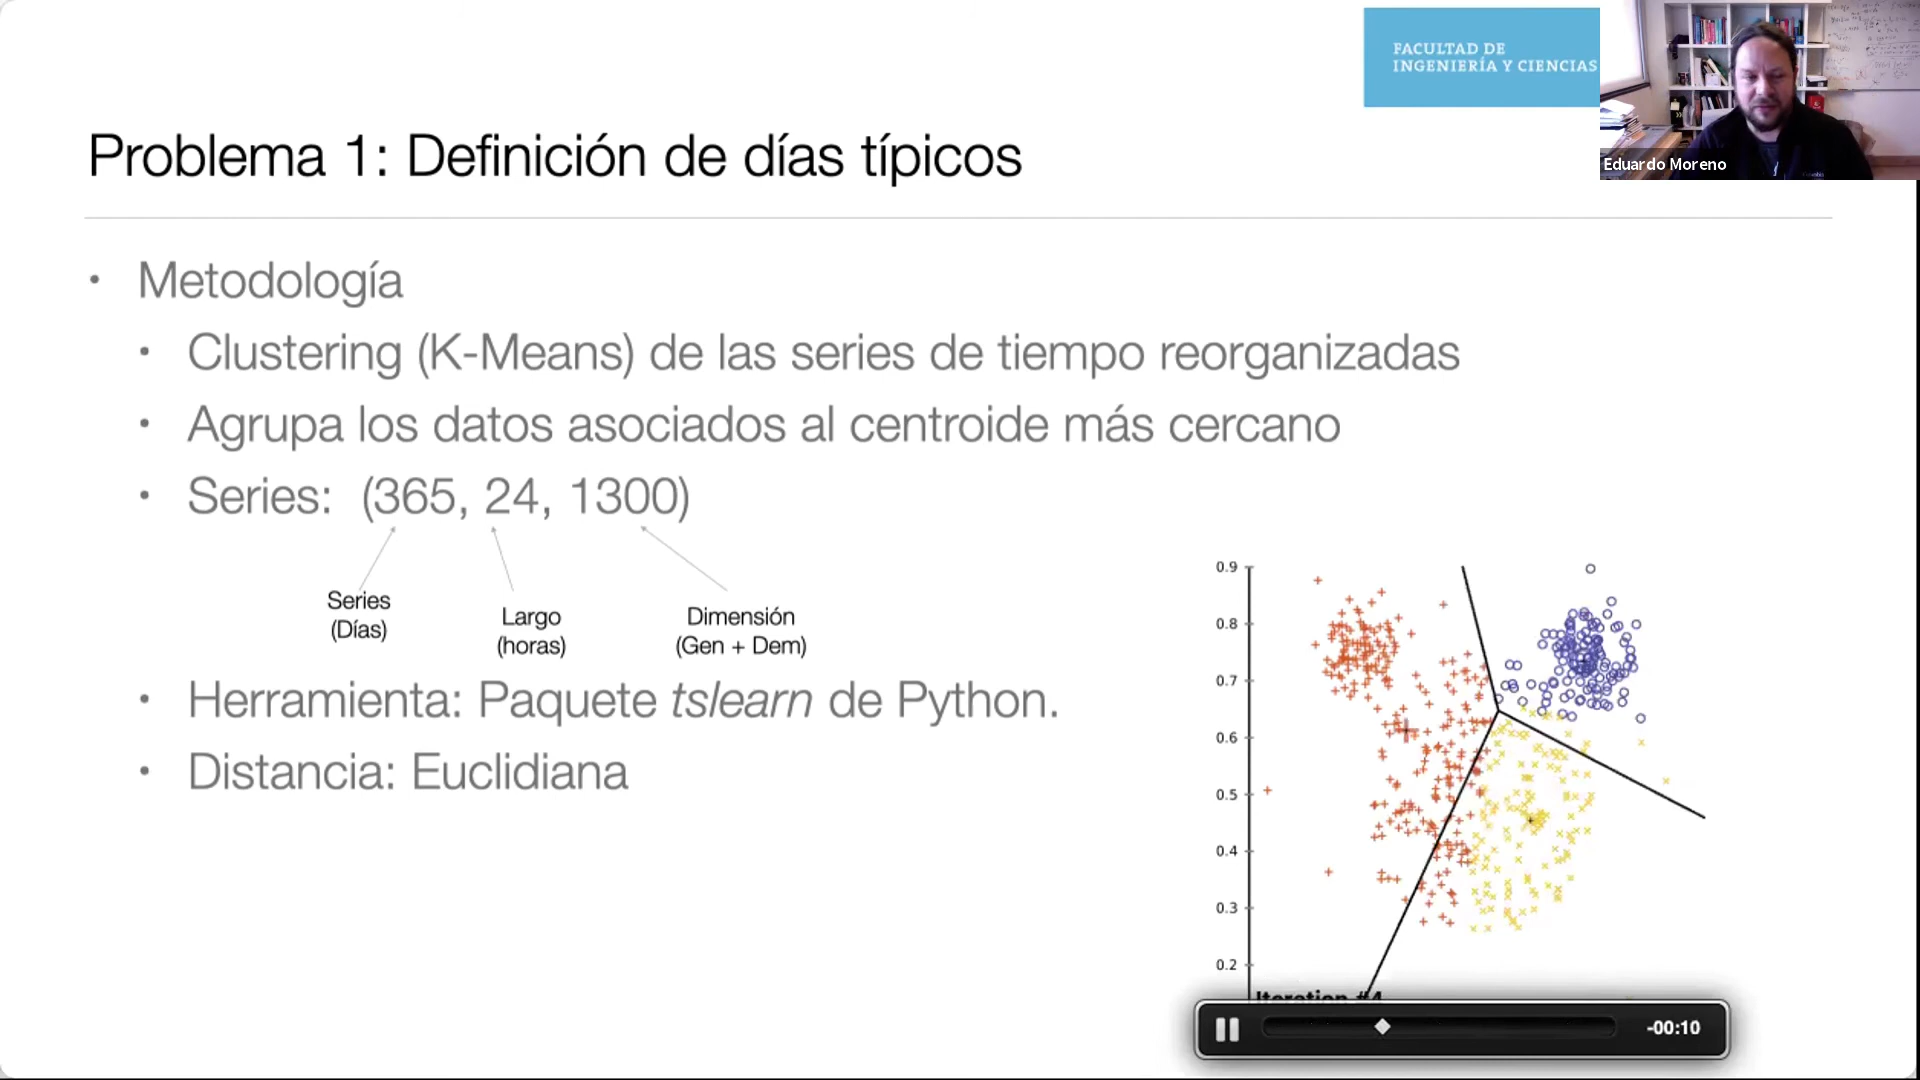 FACULTAD DE
INGENIERÍA Y CIENCIAS
Eduardo Moreno
Problema 1: Definición de días típicos
• Metodología
• Clustering (K-Means) de las series de tiempo reorganizadas
• Agrupa los datos asociados al centroide más cercano
• Series: (365, 24, 1300)
Series
(Días)
Largo
(horas)
Dimensión
(Gen + Dem)
• Herramienta: Paquete tslearn de Python.
• Distancia: Euclidiana
0.9
0.8
0.7
0.6
0.5
0.4
0.3
0.2
Iteration #4
-00:10